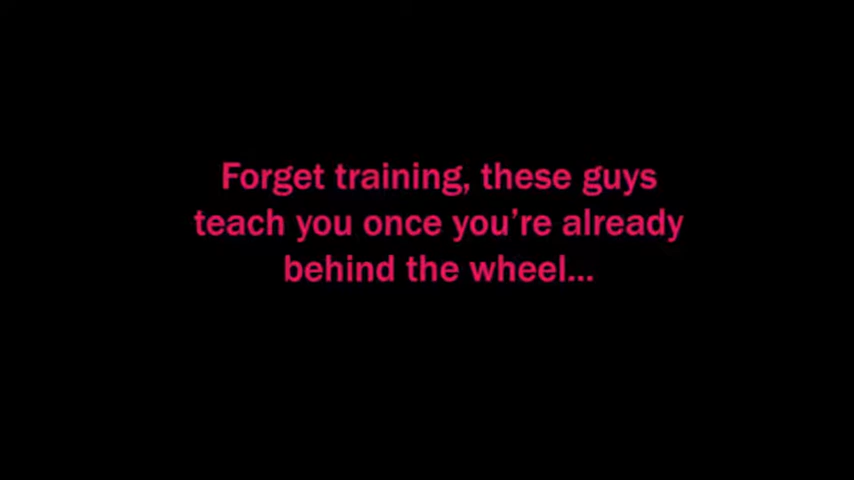 Forget training, these guys
teach you once you’re already
behind the wheel...